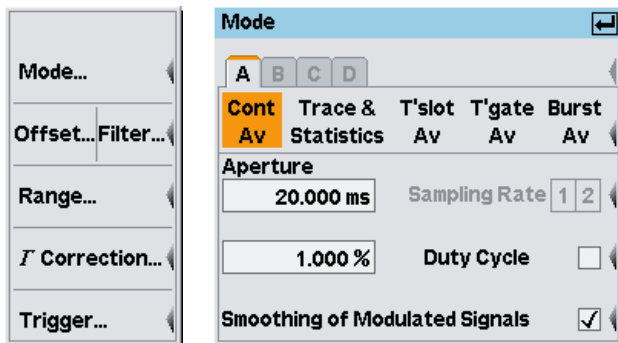 Mode...
Offset... Filter...
Range...
Γ Correction...
Trigger...
Mode
A B C D
Cont Av
Trace & Statistics
T'slot Av
T'gate Av
Burst Av
Aperture
20.000 ms
Sampling Rate 1 2
1.000 %
Duty Cycle
Smoothing of Modulated Signals